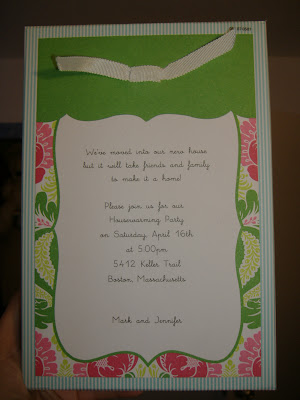 We've moved into our new house
but it will take friends and family
to make it a home!
Please join us for our
Housewarming Party
on Saturday, April 16th
at 5:00pm
5412 Keller Trail
Boston, Massachusetts
Mark and Jennifer